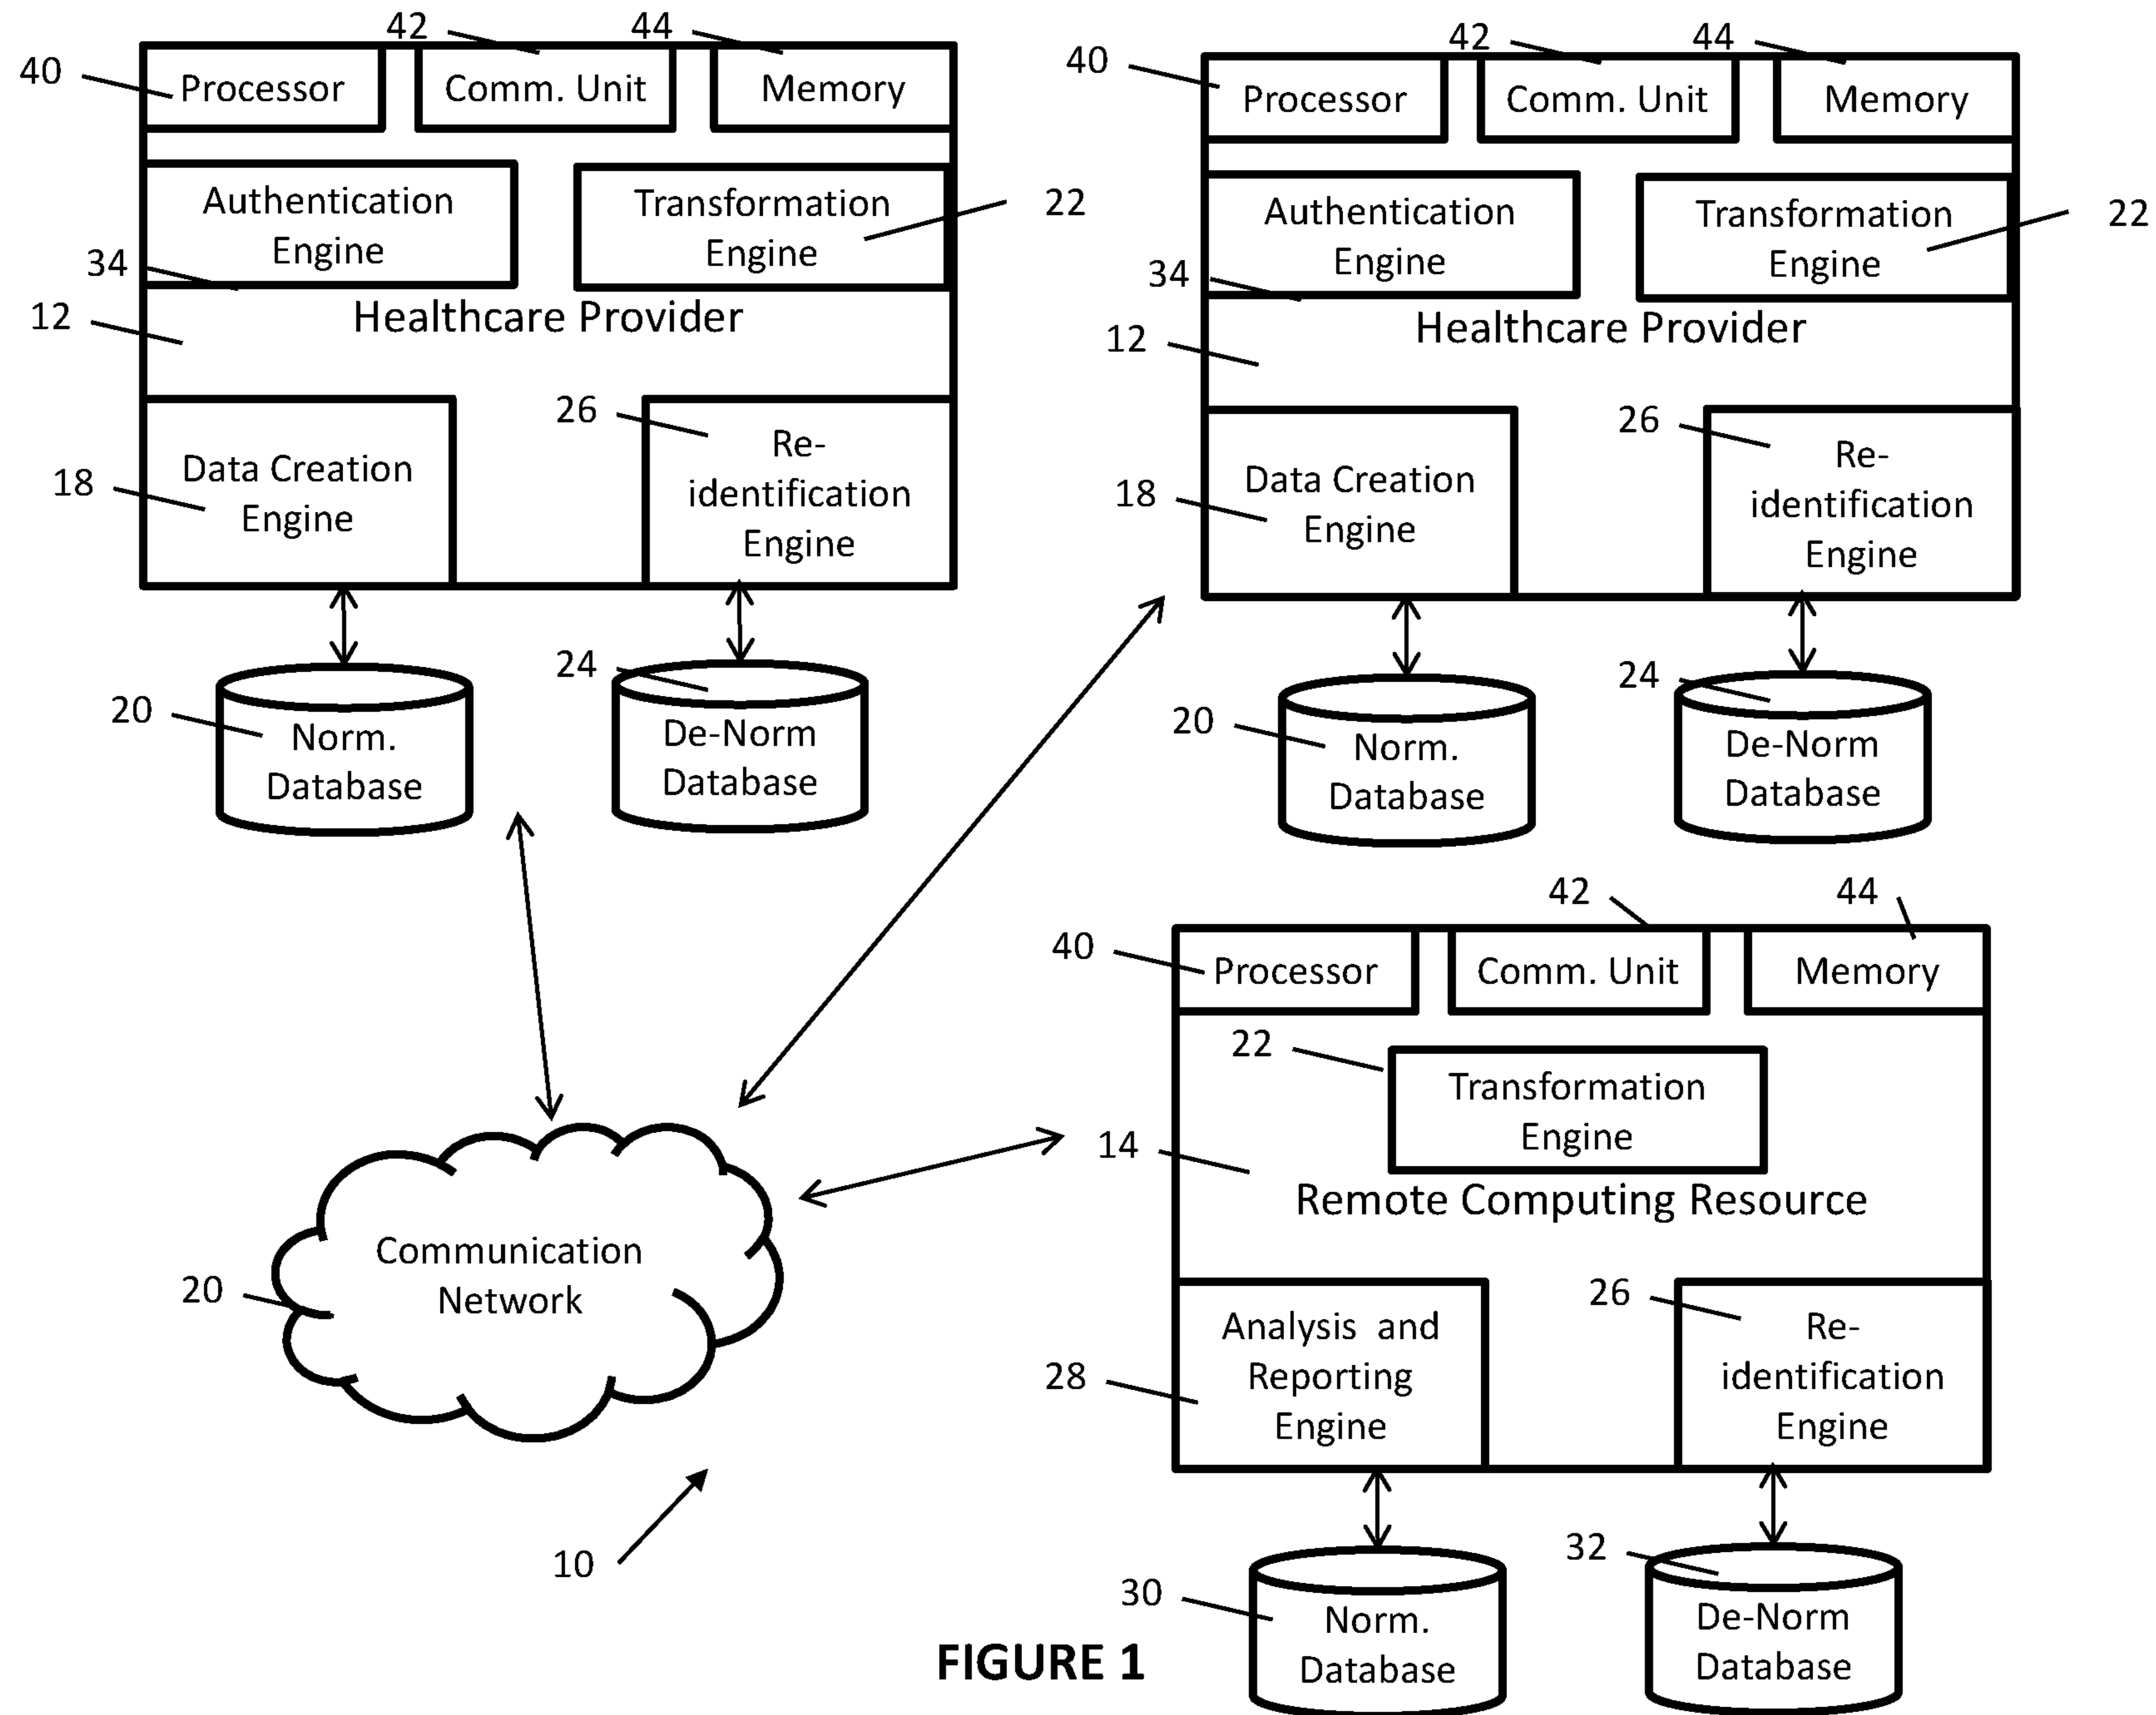 42
44
40
Processor
Comm. Unit
Memory
Authentication
Engine
Transformation
Engine
22
34
12
Healthcare Provider
26
18
Data Creation
Engine
Re-
identification
Engine
24
20
Norm.
Database
De-Norm
Database
42
44
40
Processor
Comm. Unit
Memory
Authentication
Engine
Transformation
Engine
22
34
12
Healthcare Provider
26
18
Data Creation
Engine
Re-
identification
Engine
24
20
Norm.
Database
De-Norm
Database
42
44
40
Processor
Comm. Unit
Memory
22
Transformation
Engine
14
Remote Computing Resource
26
28
Analysis and
Reporting
Engine
Re-
identification
Engine
32
30
Norm.
Database
De-Norm
Database
Communication
Network
20
10
FIGURE 1